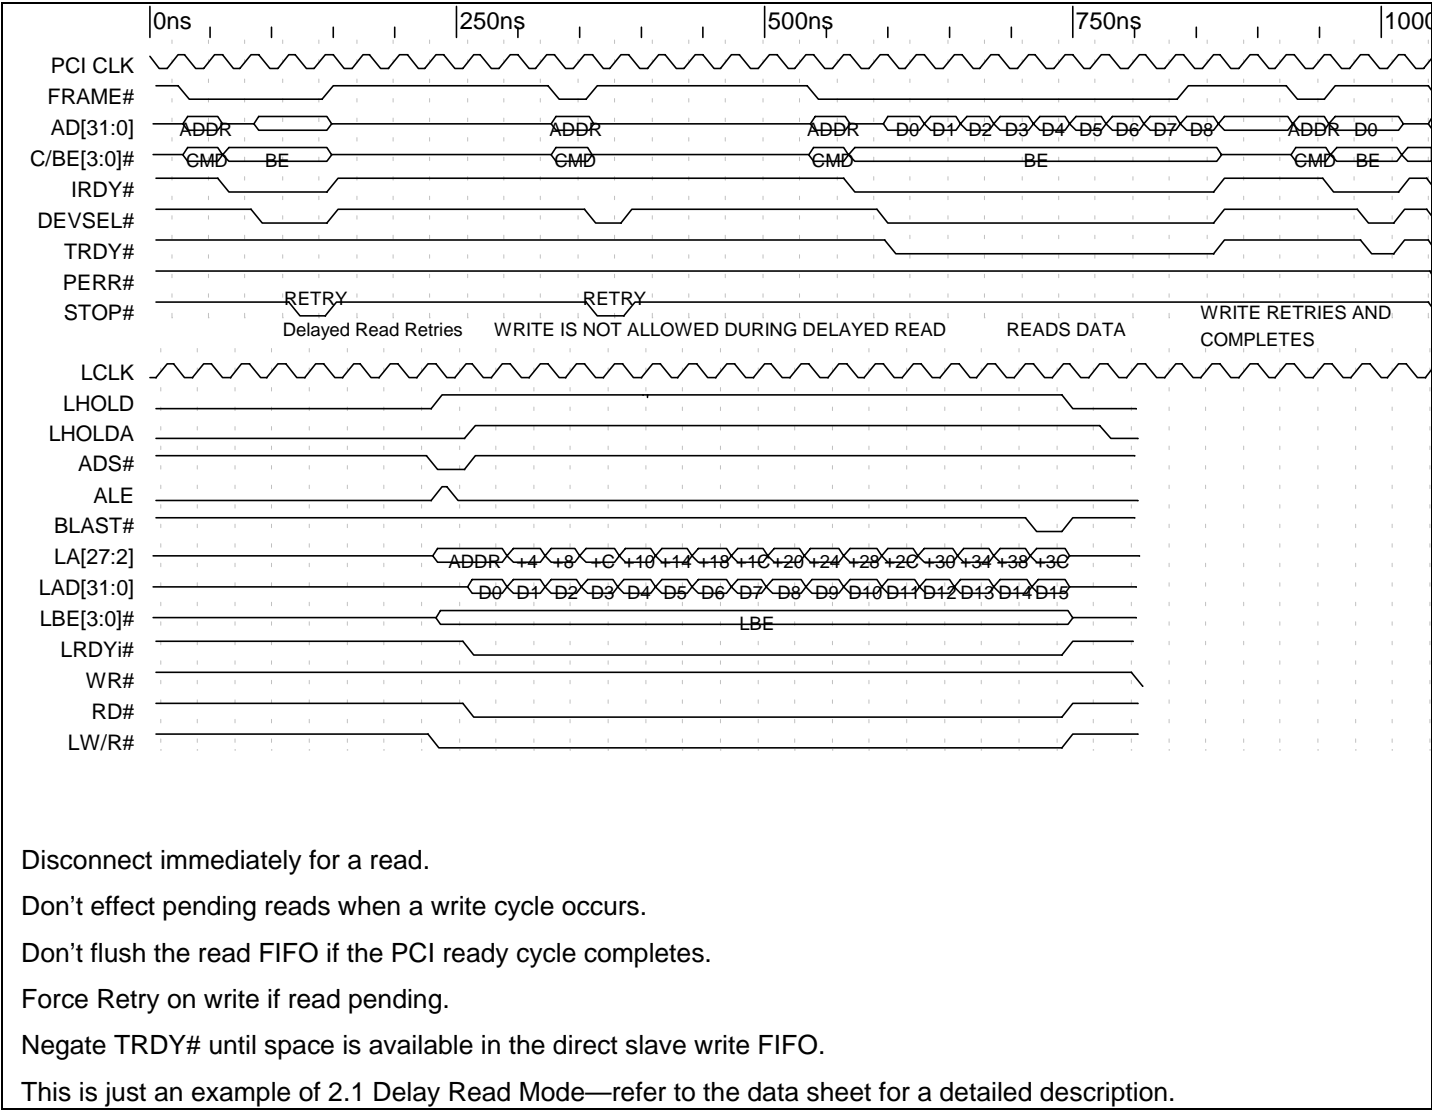 0ns 250ns 500ns 750ns 1000
PCI CLK
FRAME#
AD[31:0] ADDR ADDR ADDR D0 D1 D2 D3 D4 D5 D6 D7 D8 ADDR D0
C/BE[3:0]# CMD BE CMD CMD BE CMD BE
IRDY#
DEVSEL#
TRDY#
PERR#
STOP# RETRY RETRY
Delayed Read Retries WRITE IS NOT ALLOWED DURING DELAYED READ READS DATA WRITE RETRIES AND
COMPLETES
LCLK
LHOLD
LHOLDA
ADS#
ALE
BLAST#
LA[27:2] ADDR +4 +8 +C +10 +14 +18 +1C +20 +24 +28 +2C +30 +34 +38 +3C
LAD[31:0] D0 D1 D2 D3 D4 D5 D6 D7 D8 D9 D10 D11 D12 D13 D14 D15
LBE[3:0]# LBE
LRDYi#
WR#
RD#
LW/R#
Disconnect immediately for a read.
Don’t effect pending reads when a write cycle occurs.
Don’t flush the read FIFO if the PCI ready cycle completes.
Force Retry on write if read pending.
Negate TRDY# until space is available in the direct slave write FIFO.
This is just an example of 2.1 Delay Read Mode—refer to the data sheet for a detailed description.